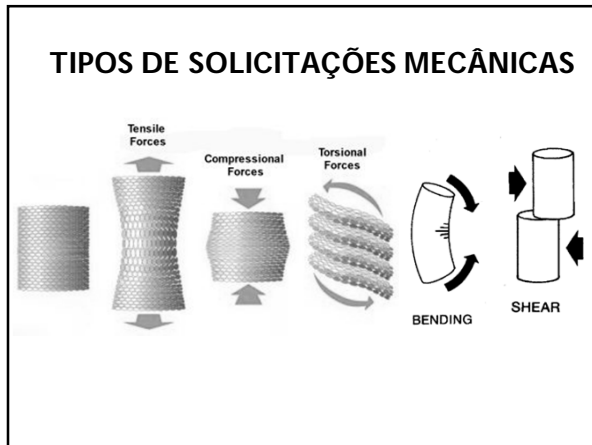 TIPOS DE SOLICITAÇÕES MECÂNICAS
Tensile
Forces
Compressional
Forces
Torsional
Forces
BENDING
SHEAR